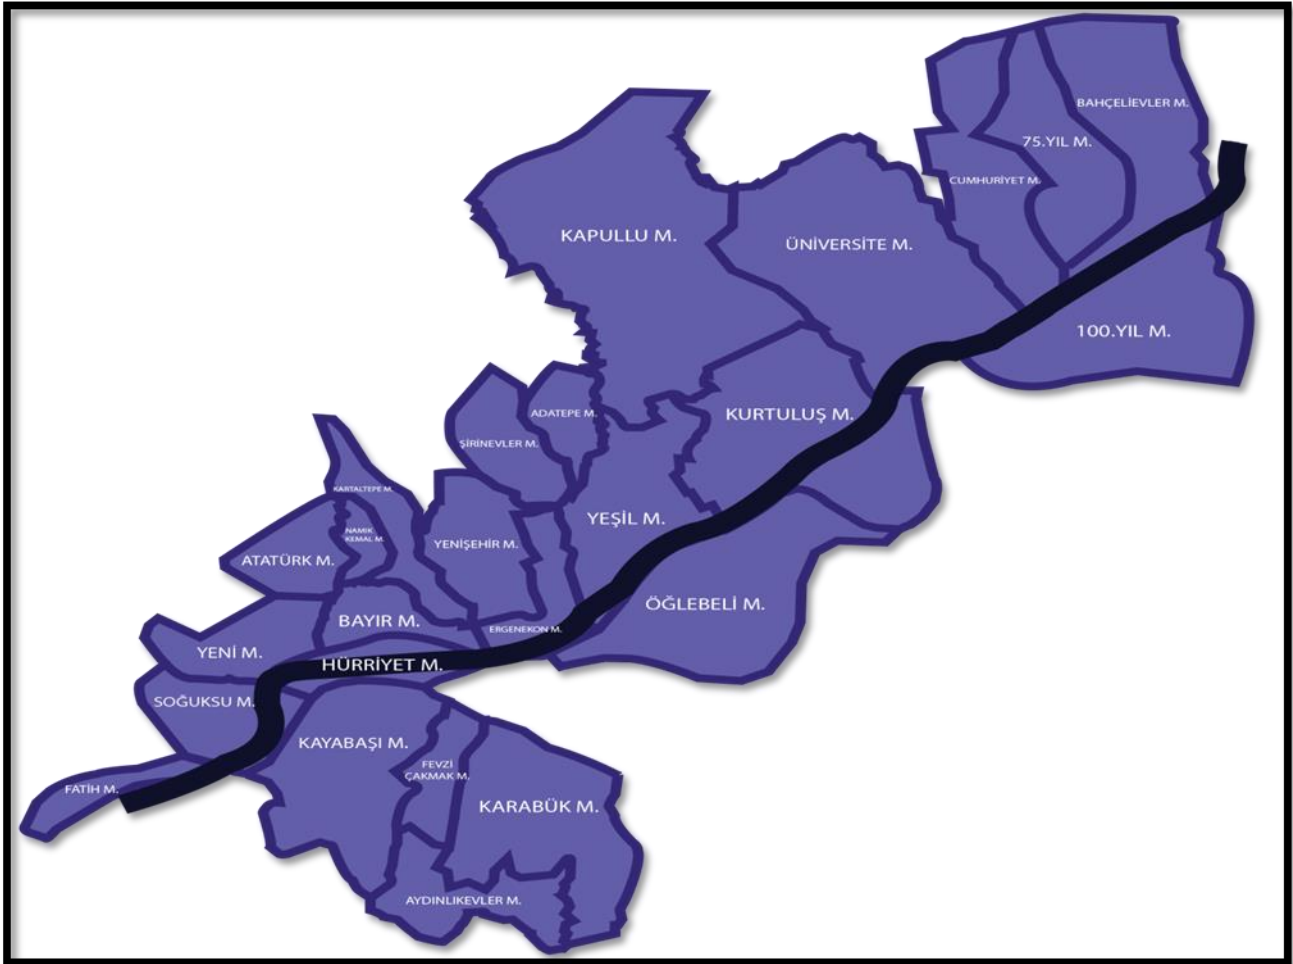 BAHÇELİEVLER M.
75.YIL M.
CUMHURİYET M.
KAPULLU M.
ÜNİVERSİTE M.
100.YIL M.
ADATEPE M.
KURTULUŞ M.
ŞİRİNEVLER M.
KARTALTEPE M.
YEŞİL M.
NAMIK
KEMAL M.
YENİŞEHİR M.
ATATÜRK M.
ÖĞLEBELİ M.
BAYIR M.
ERGENEKON M.
YENİ M.
HÜRRİYET M.
SOĞUKSU M.
KAYABAŞI M.
FEVZİ
ÇAKMAK M.
FATİH M.
KARABÜK M.
AYDINLIKEVLER M.